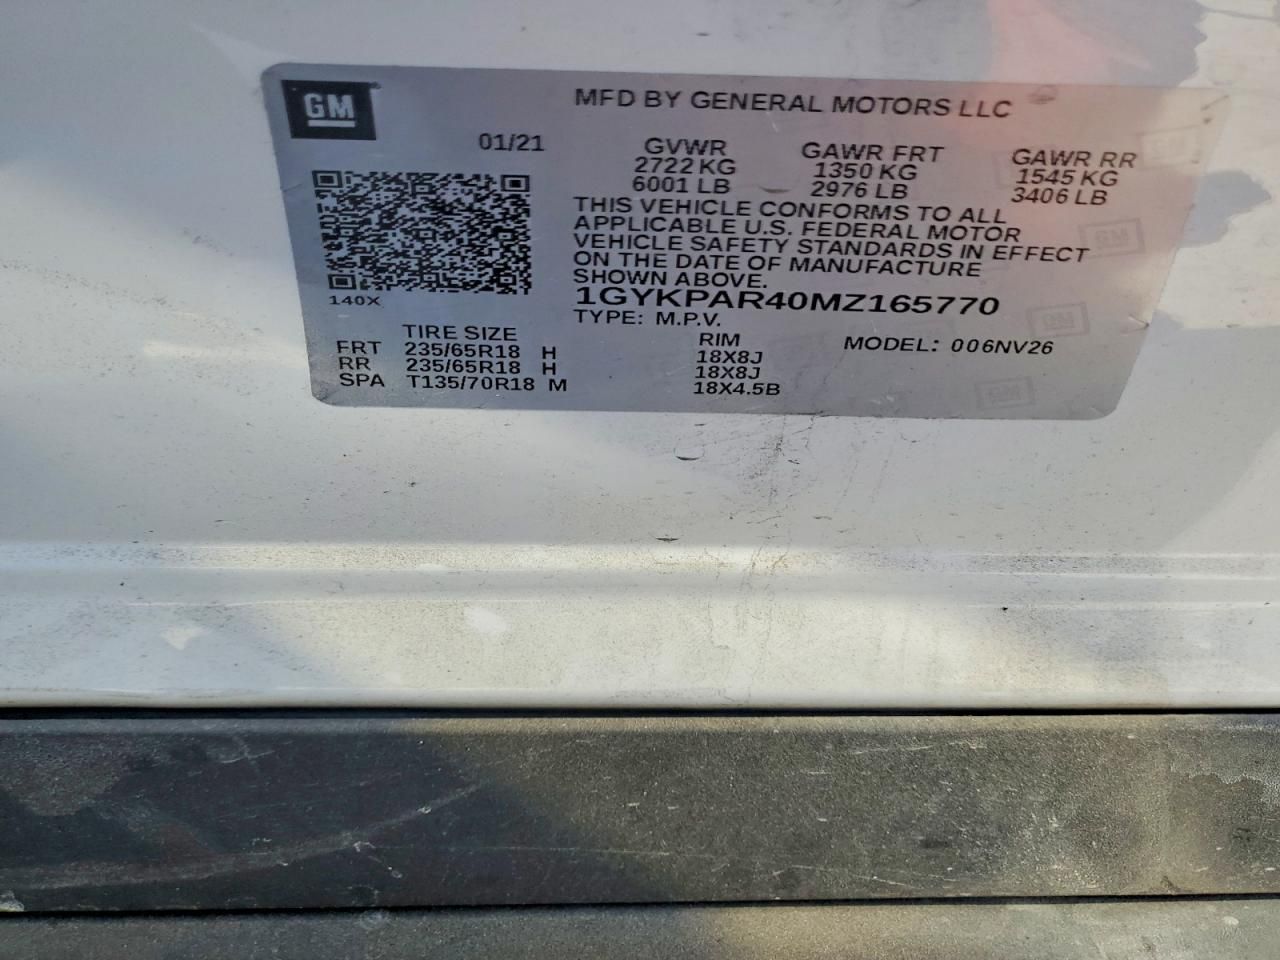 GM
MFD BY GENERAL MOTORS LLC
01/21
GVWR GAWR FRT GAWR RR
2722 KG 1350 KG 1545 KG
6001 LB 2976 LB 3406 LB
THIS VEHICLE CONFORMS TO ALL
APPLICABLE U.S. FEDERAL MOTOR
VEHICLE SAFETY STANDARDS IN EFFECT
ON THE DATE OF MANUFACTURE
SHOWN ABOVE.
140X
1GYKPAR40MZ165770
TYPE: M.P.V.
TIRE SIZE RIM MODEL: 006NV26
FRT 235/65R18 H 18X8J
RR 235/65R18 H 18X8J
SPA T135/70R18 M 18X4.5B